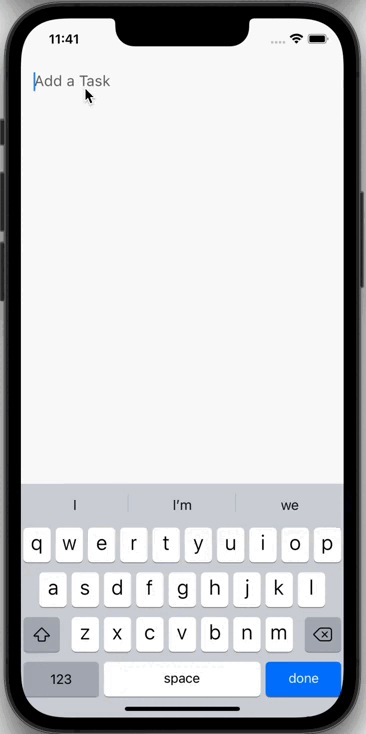 11:41
Add a Task
I I'm we
q w e r t y u i o p
a s d f g h j k l
z x c v b n m
123 space done